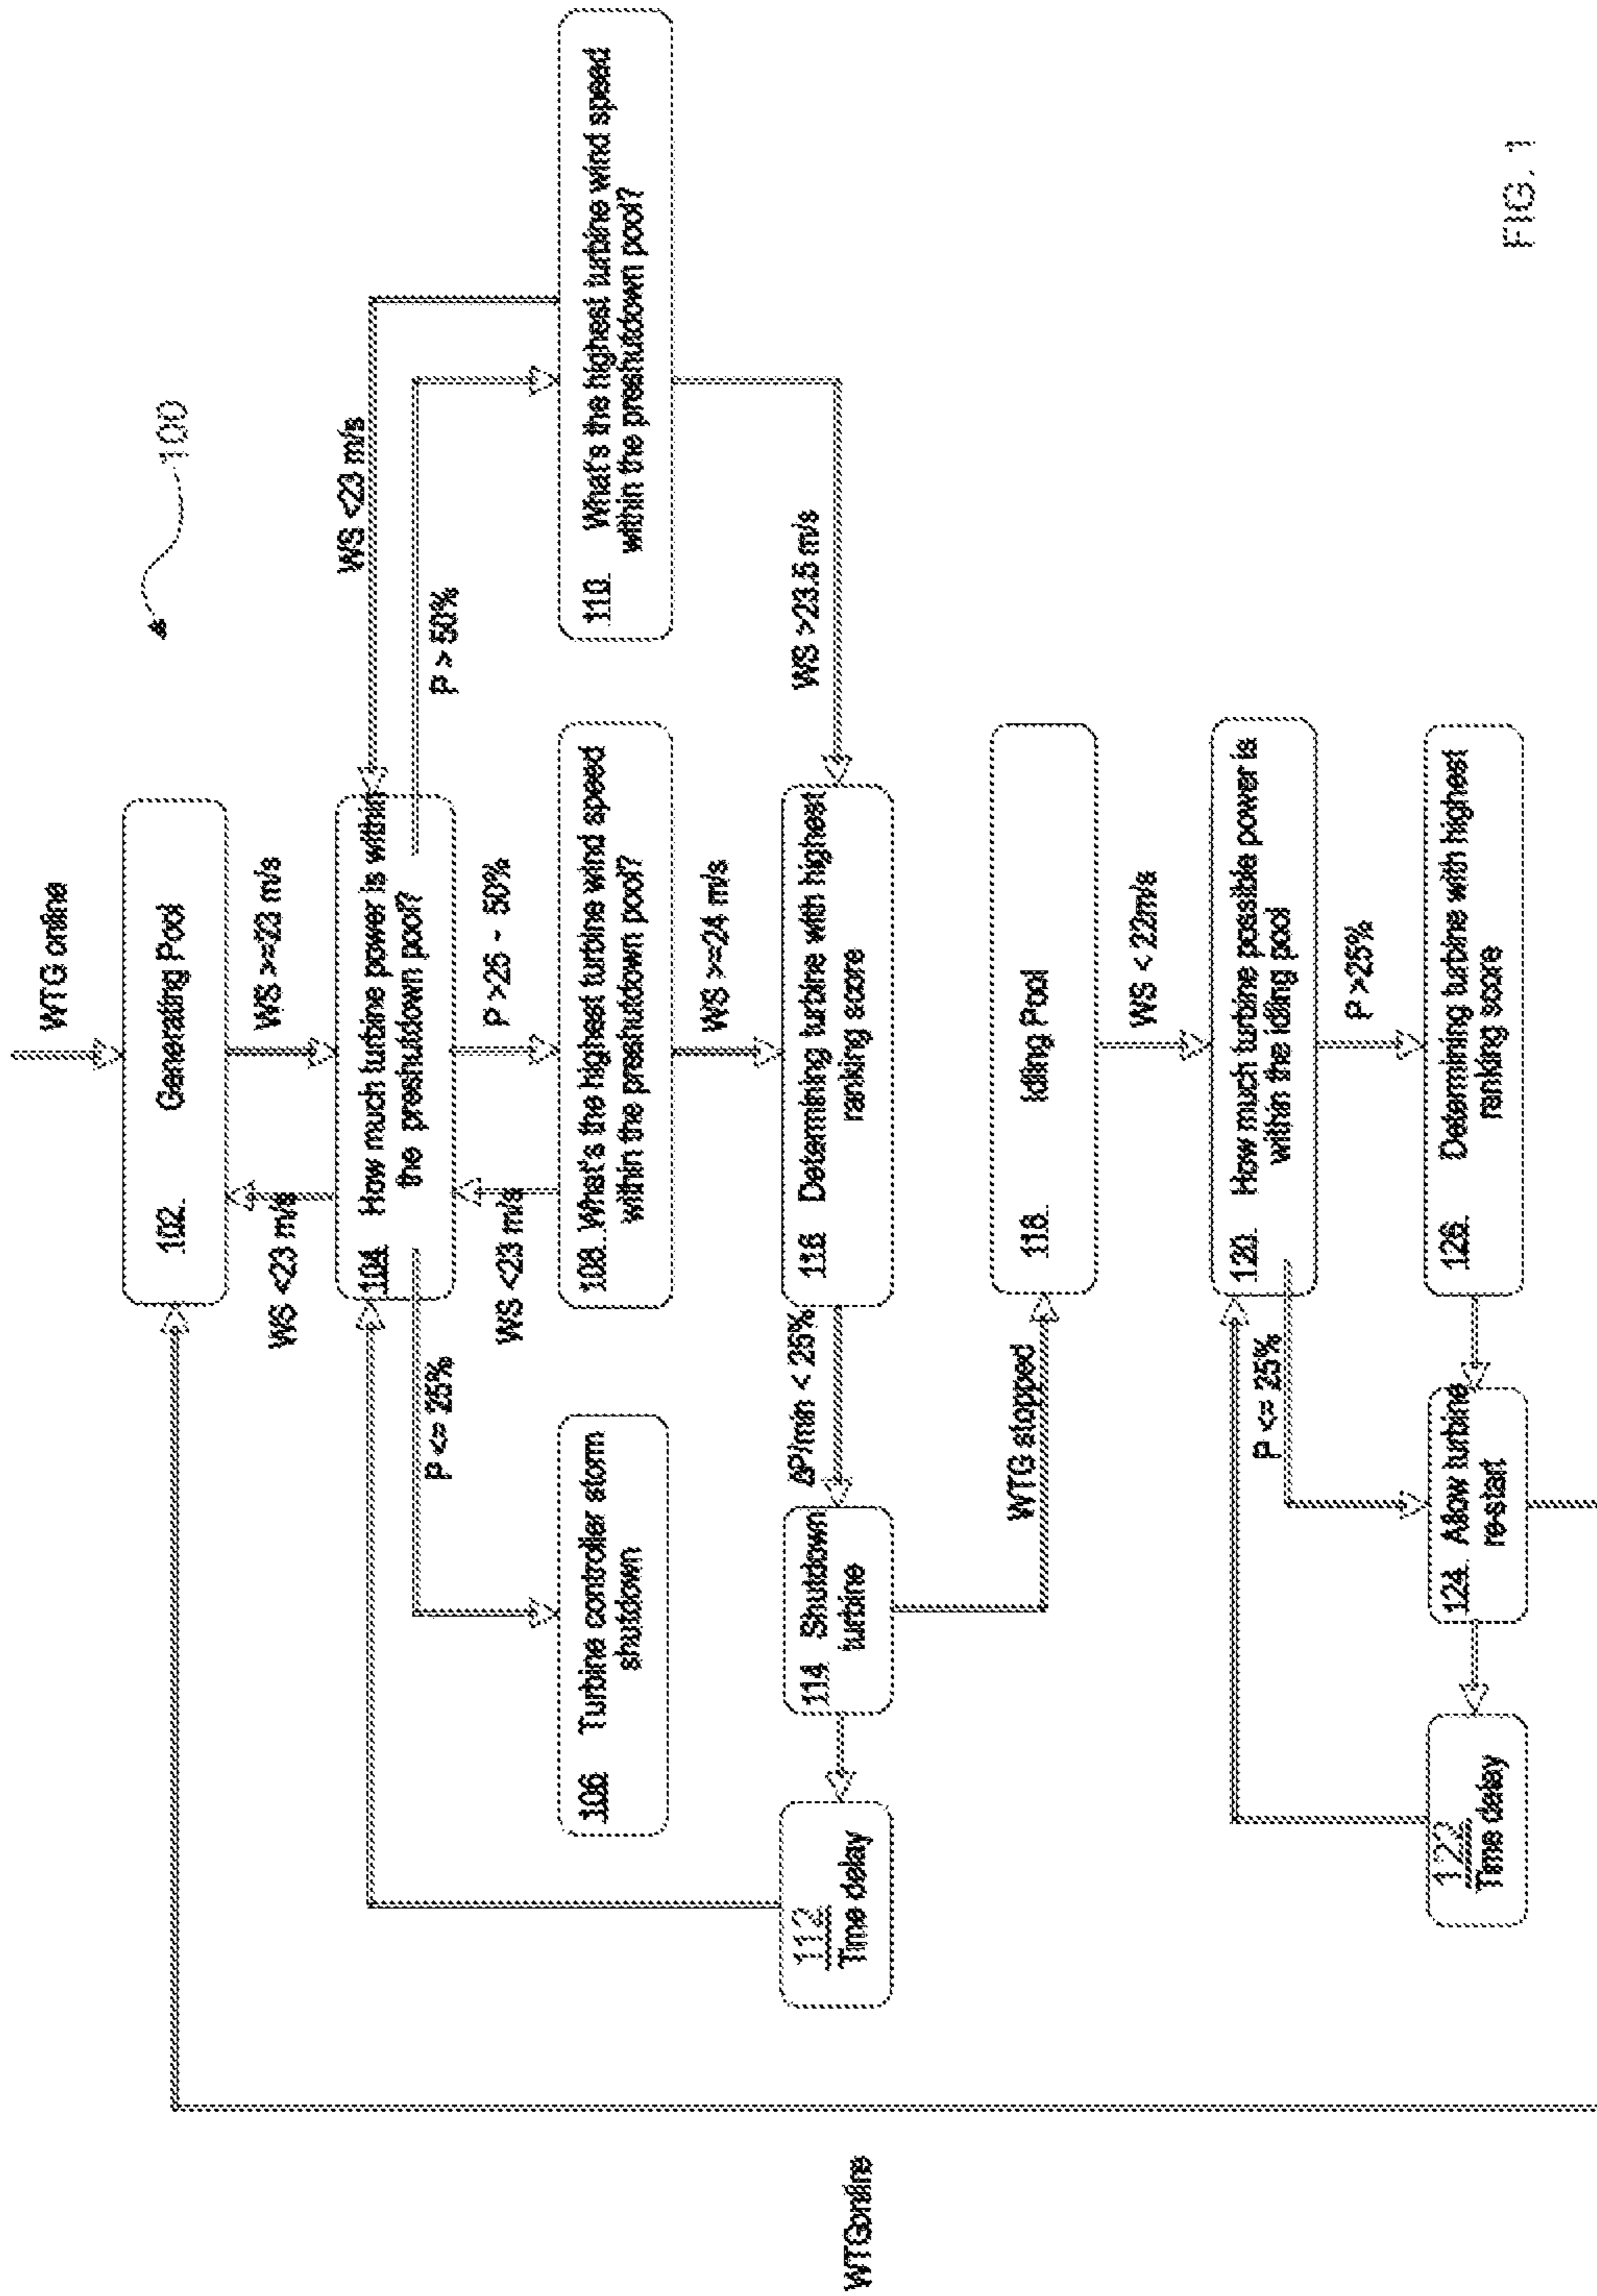 WTG online
100
102 Generating Pool
WS <23 m/s
WS >=23 m/s
WS <23 m/s
104 How much turbine power is within
the preshutdown pool?
P <= 25%
P >25 - 50%
P > 50%
WS <23 m/s
106 Turbine controller atorm
shutdown
108 What's the highest turbine wind speed
within the preshutdown pool?
110 What's the highest turbine wind speed
within the preshutdown pool?
WS >=24 m/s
WS >23.5 m/s
112
Time delay
114 Shutdown
turbine
ΔP/min < 25%
116 Determining turbine with highest
ranking score
WTG stopped
118 Idling Pool
WS < 22m/s
120 How much turbine possible power is
within the idling pool
P <= 25%
P >25%
122
Time delay
124 Allow turbine
re-start
126 Determining turbine with highest
ranking score
WTGonline
FIG. 1